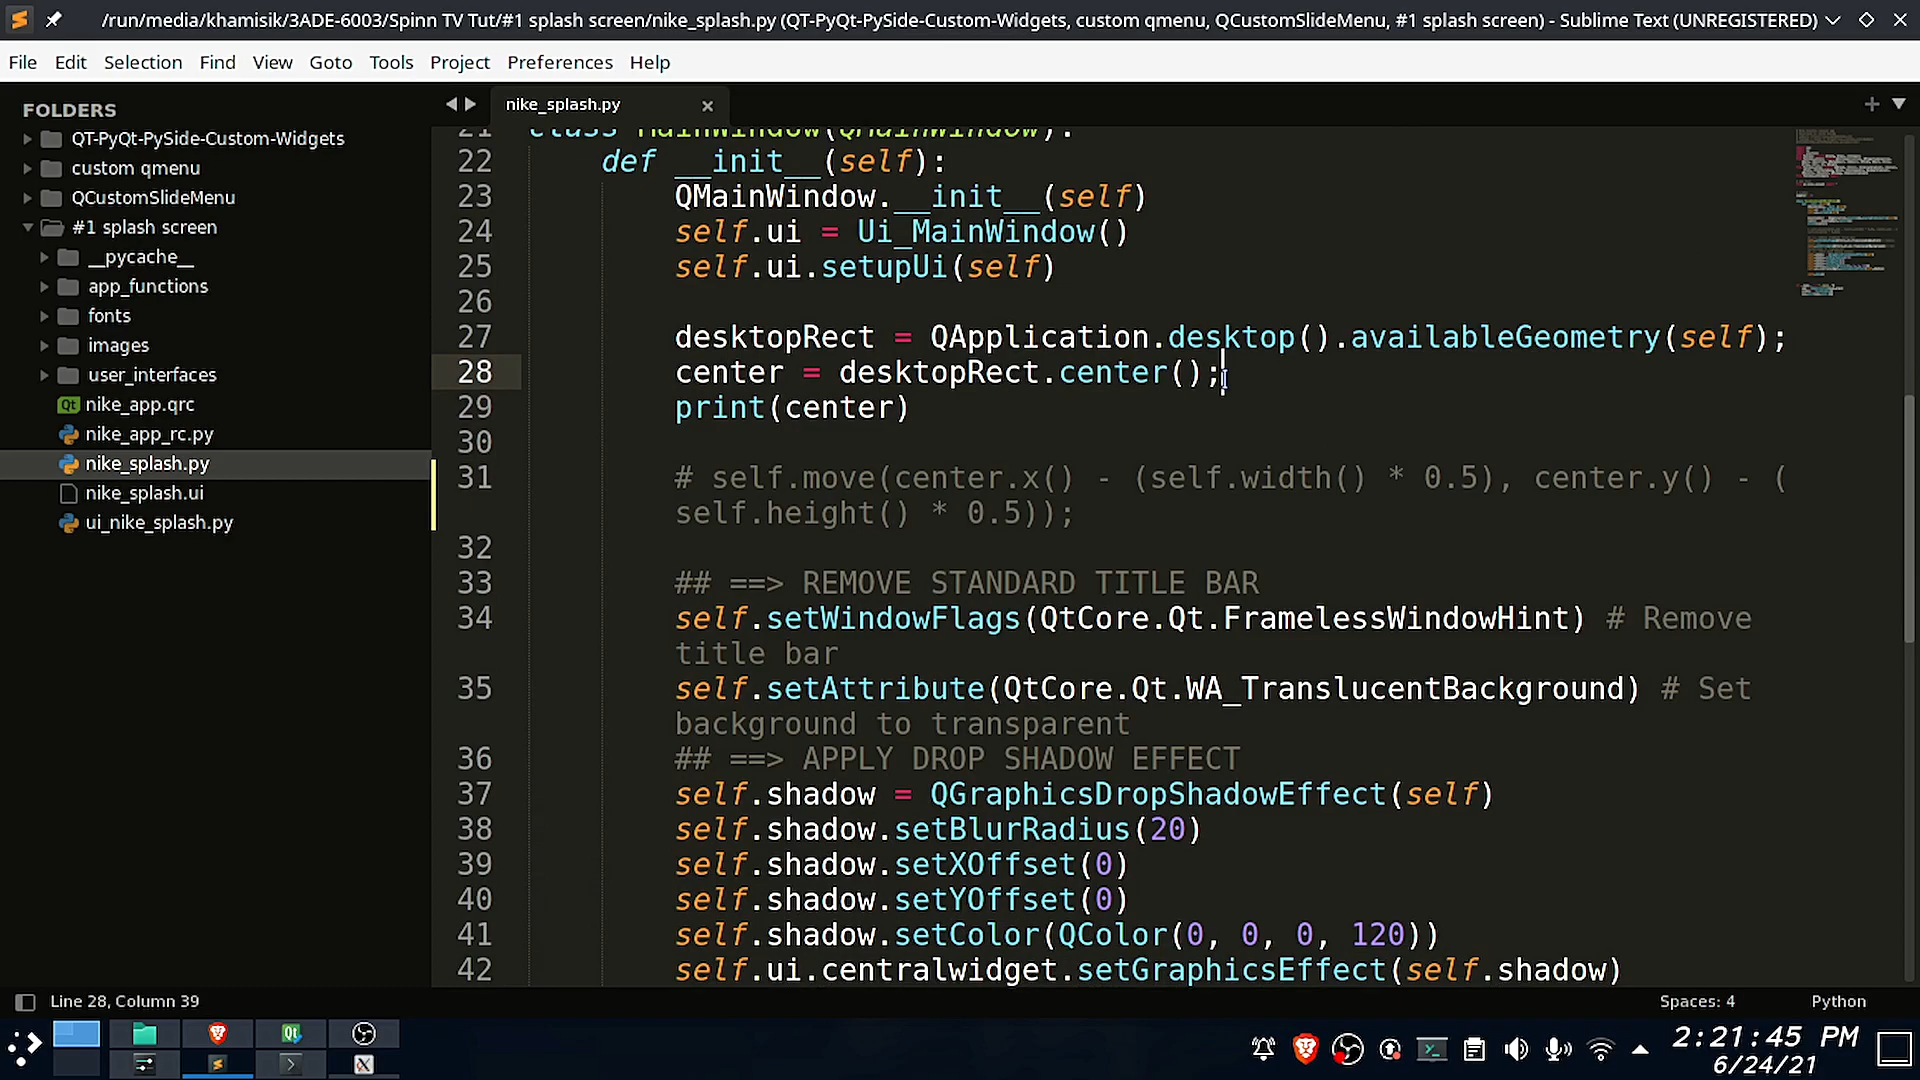 /run/media/khamisik/3ADE-6003/Spinn TV Tut/#1 splash screen/nike_splash.py (QT-PyQt-PySide-Custom-Widgets, custom qmenu, QCustomSlideMenu, #1 splash screen) - Sublime Text (UNREGISTERED)
File Edit Selection Find View Goto Tools Project Preferences Help
FOLDERS
QT-PyQt-PySide-Custom-Widgets
custom qmenu
QCustomSlideMenu
#1 splash screen
__pycache__
app_functions
fonts
images
user_interfaces
nike_app.qrc
nike_app_rc.py
nike_splash.py
nike_splash.ui
ui_nike_splash.py
nike_splash.py
21 class MainWindow(QMainWindow):
22 def __init__(self):
23 QMainWindow.__init__(self)
24 self.ui = Ui_MainWindow()
25 self.ui.setupUi(self)
26
27 desktopRect = QApplication.desktop().availableGeometry(self);
28 center = desktopRect.center();
29 print(center)
30
31 # self.move(center.x() - (self.width() * 0.5), center.y() - (
self.height() * 0.5));
32
33 ## ==> REMOVE STANDARD TITLE BAR
34 self.setWindowFlags(QtCore.Qt.FramelessWindowHint) # Remove
title bar
35 self.setAttribute(QtCore.Qt.WA_TranslucentBackground) # Set
background to transparent
36 ## ==> APPLY DROP SHADOW EFFECT
37 self.shadow = QGraphicsDropShadowEffect(self)
38 self.shadow.setBlurRadius(20)
39 self.shadow.setXOffset(0)
40 self.shadow.setYOffset(0)
41 self.shadow.setColor(QColor(0, 0, 0, 120))
42 self.ui.centralwidget.setGraphicsEffect(self.shadow)
Line 28, Column 39
Spaces: 4
Python
2:21:45 PM
6/24/21